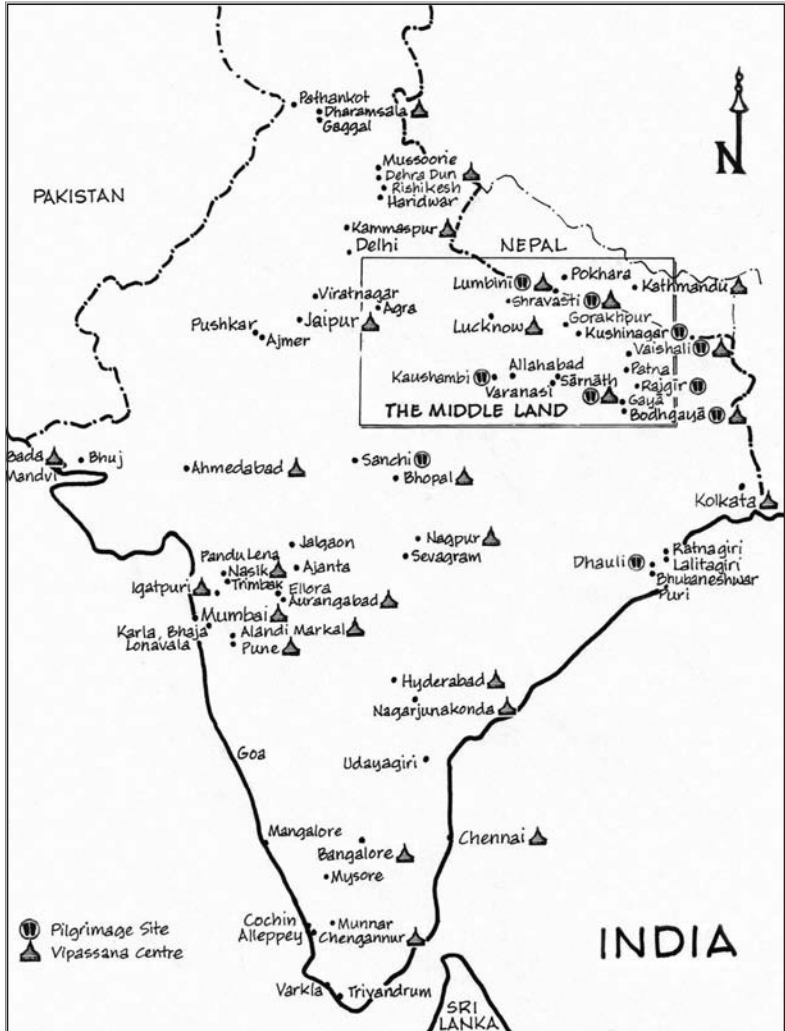 Pathankot
Dharamsala
Gaggal
N
Mussoorie
Dehra Dun
Rishikesh
Haridwar
PAKISTAN
Kammaspur
Delhi
NEPAL
Lumbini
Pokhara
Kathmandu
Shravasti
Viratnagar
Agra
Jaipur
Pushkar
Ajmer
Lucknow
Gorakhpur
Kushinagar
Vaishali
Patna
Allahabad
Kaushambi
Varanasi
Sārnāth
Rajgir
Gayā
Bodhgayā
THE MIDDLE LAND
Bada
Mandvi
Bhuj
Ahmedabad
Sanchi
Bhopal
Kolkata
Jalgaon
Nagpur
Sevagram
Pandu Lena
Nasik
Trimbak
Ajanta
Igatpuri
Ellora
Aurangabad
Dhauli
Ratnagiri
Lalitagiri
Bhubaneshwar
Puri
Mumbai
Karla, Bhaja
Lonavala
Alandi Markal
Pune
Hyderabad
Nagarjunakonda
Goa
Udayagiri
Mangalore
Bangalore
Chennai
Mysore
Cochin
Alleppey
Munnar
Chengannur
Pilgrimage Site
Vipassana Centre
INDIA
Varkla
Trivandrum
SRI
LANKA